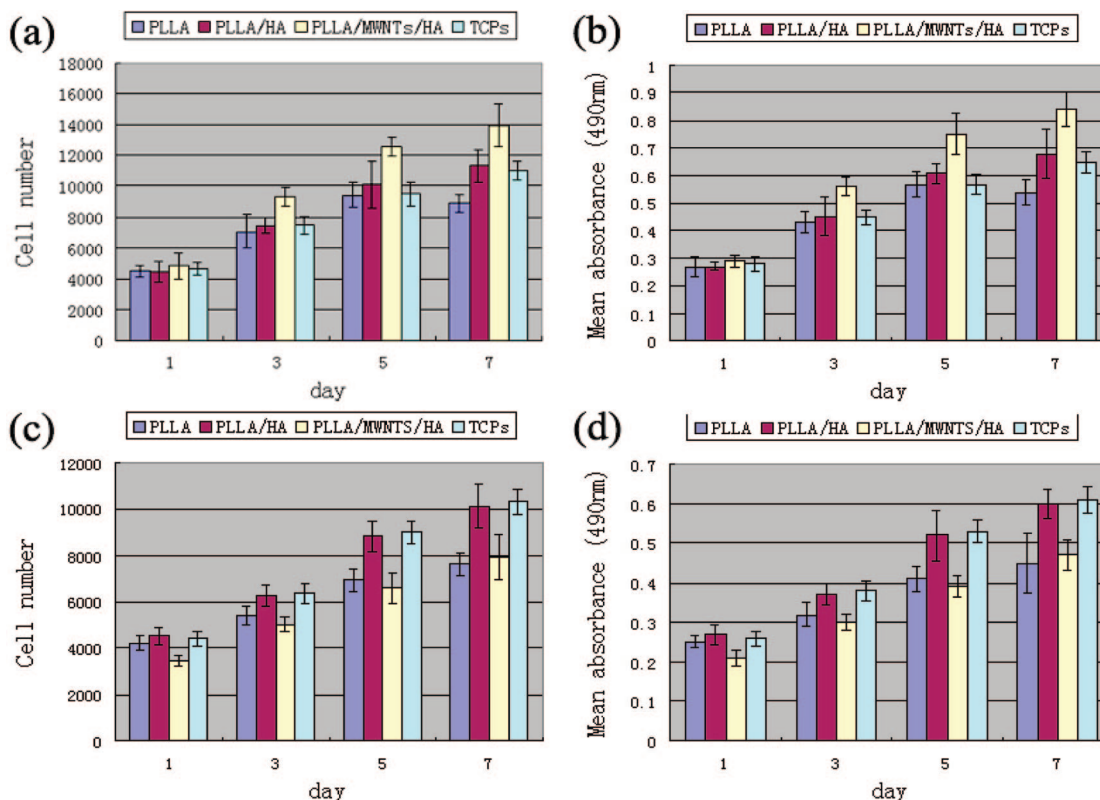 (a)
PLLA PLLA/HA PLLA/MWNTs/HA TCPs
18000
16000
14000
12000
10000
8000
6000
4000
2000
0
Cell number
1 3 5 7
day
(b)
PLLA PLLA/HA PLLA/MWNTs/HA TCPs
1
0.9
0.8
0.7
0.6
0.5
0.4
0.3
0.2
0.1
0
Mean absorbance (490nm)
1 3 5 7
day
(c)
PLLA PLLA/HA PLLA/MWNTS/HA TCPs
12000
10000
8000
6000
4000
2000
0
Cell number
1 3 5 7
day
(d)
PLLA PLLA/HA PLLA/MWNTS/HA TCPs
0.7
0.6
0.5
0.4
0.3
0.2
0.1
0
Mean absorbance (490nm)
1 3 5 7
day